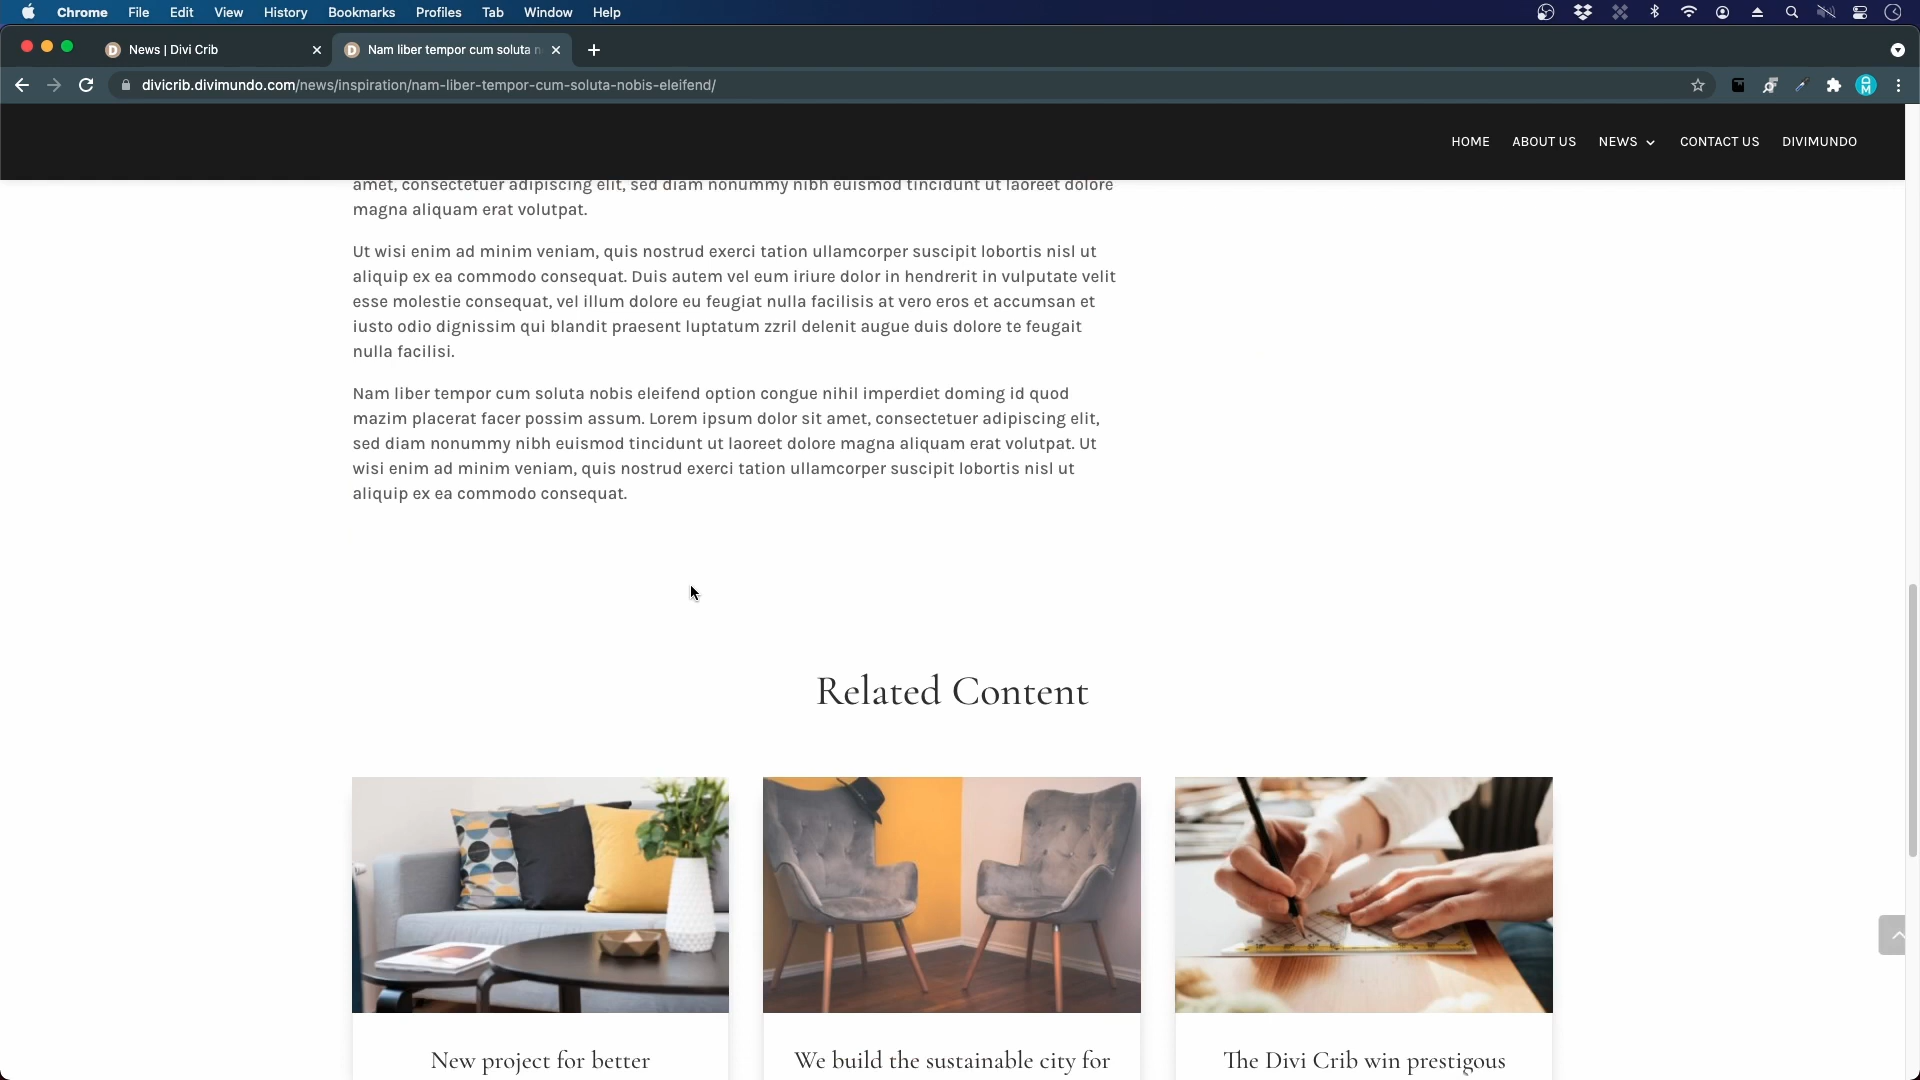 Chrome File Edit View History Bookmarks Profiles Tab Window Help
News | Divi Crib
Nam liber tempor cum soluta n
divicrib.divimundo.com/news/inspiration/nam-liber-tempor-cum-soluta-nobis-eleifend/
HOME ABOUT US NEWS CONTACT US DIVIMUNDO
amet, consectetuer adipiscing elit, sed diam nonummy nibh euismod tincidunt ut laoreet dolore
magna aliquam erat volutpat.
Ut wisi enim ad minim veniam, quis nostrud exerci tation ullamcorper suscipit lobortis nisl ut
aliquip ex ea commodo consequat. Duis autem vel eum iriure dolor in hendrerit in vulputate velit
esse molestie consequat, vel illum dolore eu feugiat nulla facilisis at vero eros et accumsan et
iusto odio dignissim qui blandit praesent luptatum zzril delenit augue duis dolore te feugait
nulla facilisi.
Nam liber tempor cum soluta nobis eleifend option congue nihil imperdiet doming id quod
mazim placerat facer possim assum. Lorem ipsum dolor sit amet, consectetuer adipiscing elit,
sed diam nonummy nibh euismod tincidunt ut laoreet dolore magna aliquam erat volutpat. Ut
wisi enim ad minim veniam, quis nostrud exerci tation ullamcorper suscipit lobortis nisl ut
aliquip ex ea commodo consequat.
Related Content
New project for better
We build the sustainable city for
The Divi Crib win prestigous